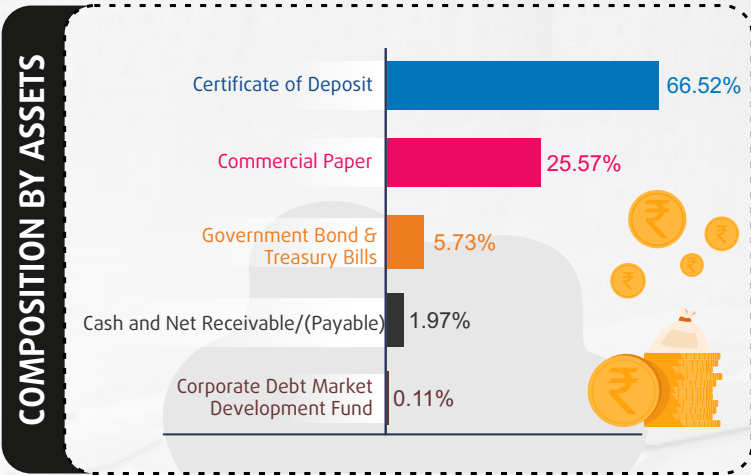 COMPOSITION BY ASSETS
Certificate of Deposit
66.52%
Commercial Paper
25.57%
Government Bond &
Treasury Bills
5.73%
Cash and Net Receivable/(Payable)
1.97%
Corporate Debt Market
Development Fund
0.11%
₹
₹
₹
₹
₹